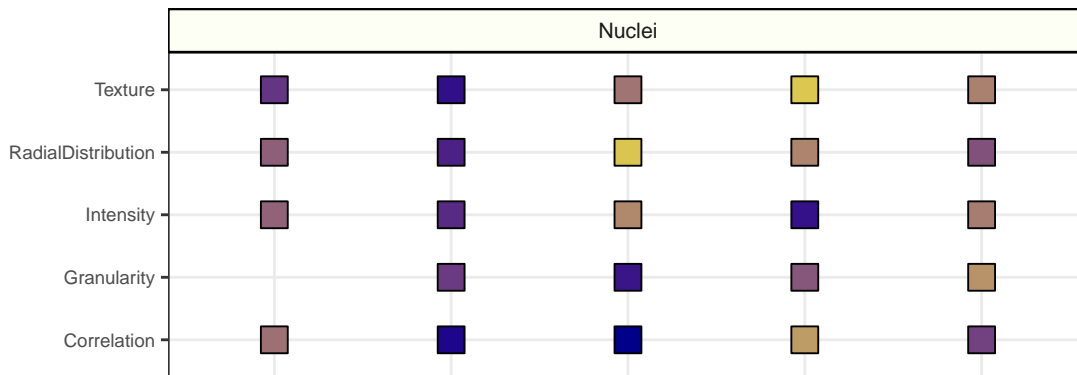 Nuclei
Texture
RadialDistribution
Intensity
Granularity
Correlation